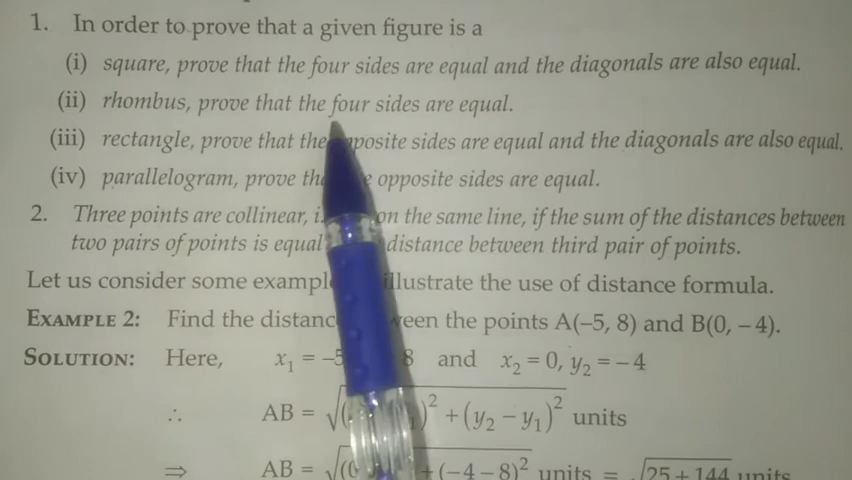 1. In order to prove that a given figure is a
(i) square, prove that the four sides are equal and the diagonals are also equal.
(ii) rhombus, prove that the four sides are equal.
(iii) rectangle, prove that the opposite sides are equal and the diagonals are also equal.
(iv) parallelogram, prove opposite sides are equal.
2. Three points are collinear, on the same line, if the sum of the distances between
two pairs of points is equal distance between third pair of points.
Let us consider some illustrate the use of distance formula.
EXAMPLE 2: Find the distance between the points A(–5, 8) and B(0, –4).
SOLUTION: Here, x₁ = –5 8 and x₂ = 0, y₂ = –4
∴ AB = √( )² + (y₂ – y₁)² units
⇒ AB = √(0 + (–4 – 8)² units = √25 + 144 units